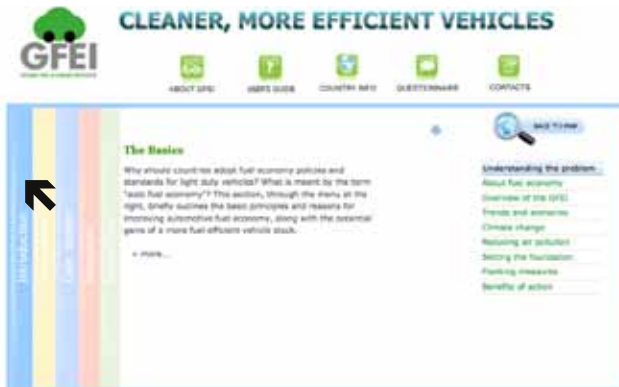 CLEANER, MORE EFFICIENT VEHICLES
GFEI
ABOUT GFEI
USER'S GUIDE
COUNTRY INFO
QUESTIONNAIRE
CONTACTS
BACK TO MAP
The Basics
Why should countries adopt fuel economy policies and
standards for light duty vehicles? What is meant by the term
"auto fuel economy"? This section, through the menu at the
right, briefly outlines the basic principles and reasons for
improving automotive fuel economy, along with the potential
gains of a more fuel efficient vehicle stock.
+ more...
Understanding the problem
About fuel economy
Overview of the GFEI
Trends and scenarios
Climate change
Reducing air pollution
Setting the foundation
Planning measures
Benefits of action
Introduction